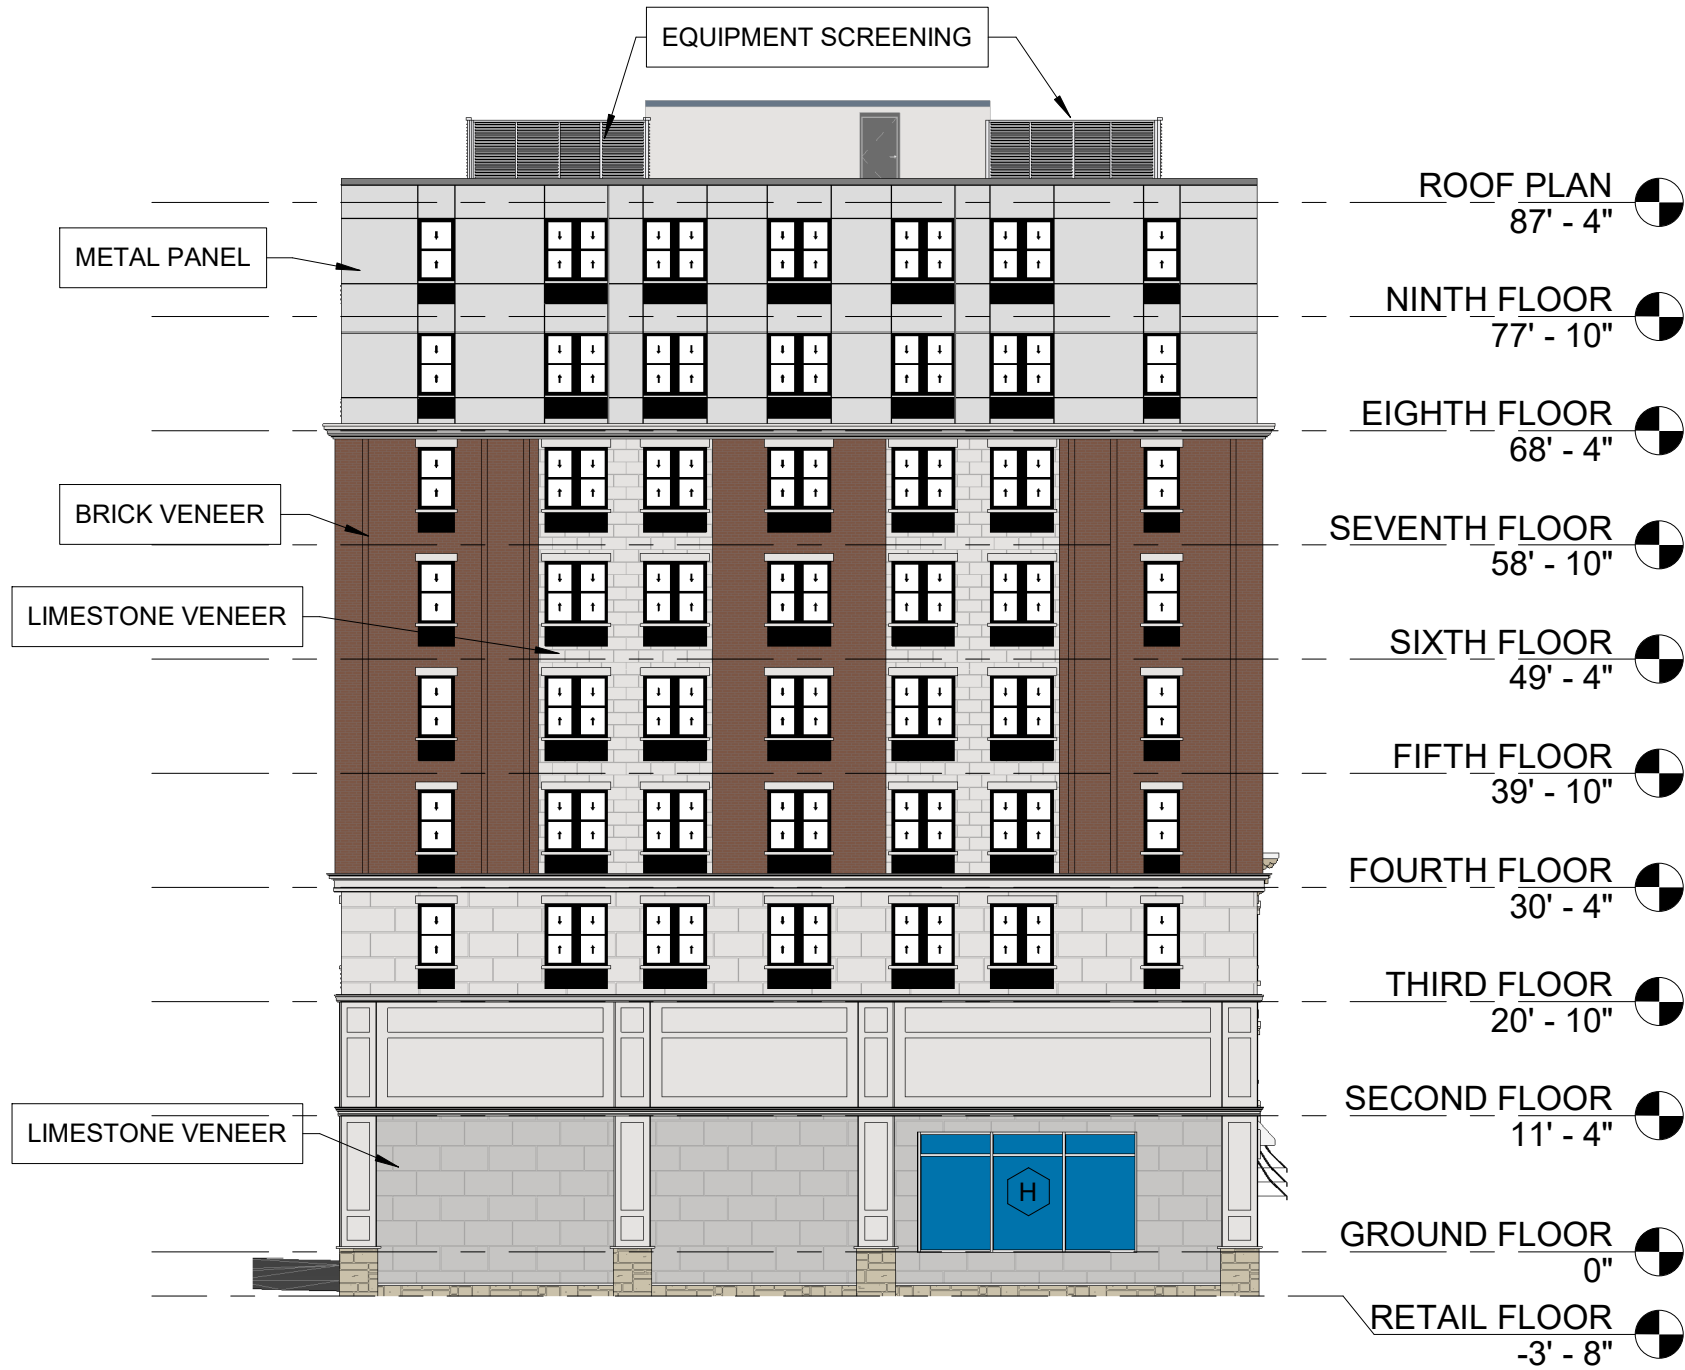 EQUIPMENT SCREENING
ROOF PLAN
87' - 4"
METAL PANEL
NINTH FLOOR
77' - 10"
EIGHTH FLOOR
68' - 4"
BRICK VENEER
SEVENTH FLOOR
58' - 10"
LIMESTONE VENEER
SIXTH FLOOR
49' - 4"
FIFTH FLOOR
39' - 10"
FOURTH FLOOR
30' - 4"
THIRD FLOOR
20' - 10"
SECOND FLOOR
11' - 4"
LIMESTONE VENEER
H
GROUND FLOOR
0"
RETAIL FLOOR
-3' - 8"